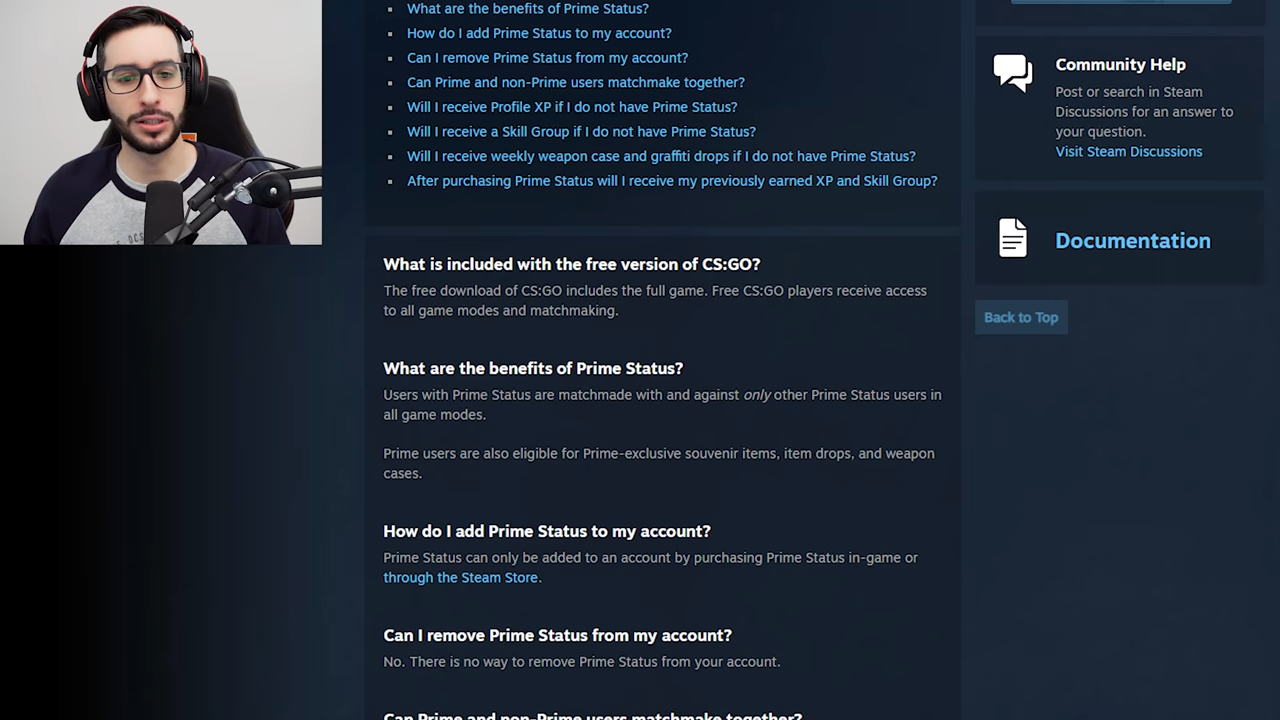 What are the benefits of Prime Status?
How do I add Prime Status to my account?
Can I remove Prime Status from my account?
Can Prime and non-Prime users matchmake together?
Will I receive Profile XP if I do not have Prime Status?
Will I receive a Skill Group if I do not have Prime Status?
Will I receive weekly weapon case and graffiti drops if I do not have Prime Status?
After purchasing Prime Status will I receive my previously earned XP and Skill Group?
What is included with the free version of CS:GO?
The free download of CS:GO includes the full game. Free CS:GO players receive access
to all game modes and matchmaking.
What are the benefits of Prime Status?
Users with Prime Status are matchmade with and against only other Prime Status users in
all game modes.
Prime users are also eligible for Prime-exclusive souvenir items, item drops, and weapon
cases.
How do I add Prime Status to my account?
Prime Status can only be added to an account by purchasing Prime Status in-game or
through the Steam Store.
Can I remove Prime Status from my account?
No. There is no way to remove Prime Status from your account.
Can Prime and non-Prime users matchmake together?
Community Help
Post or search in Steam
Discussions for an answer to
your question.
Visit Steam Discussions
Documentation
Back to Top